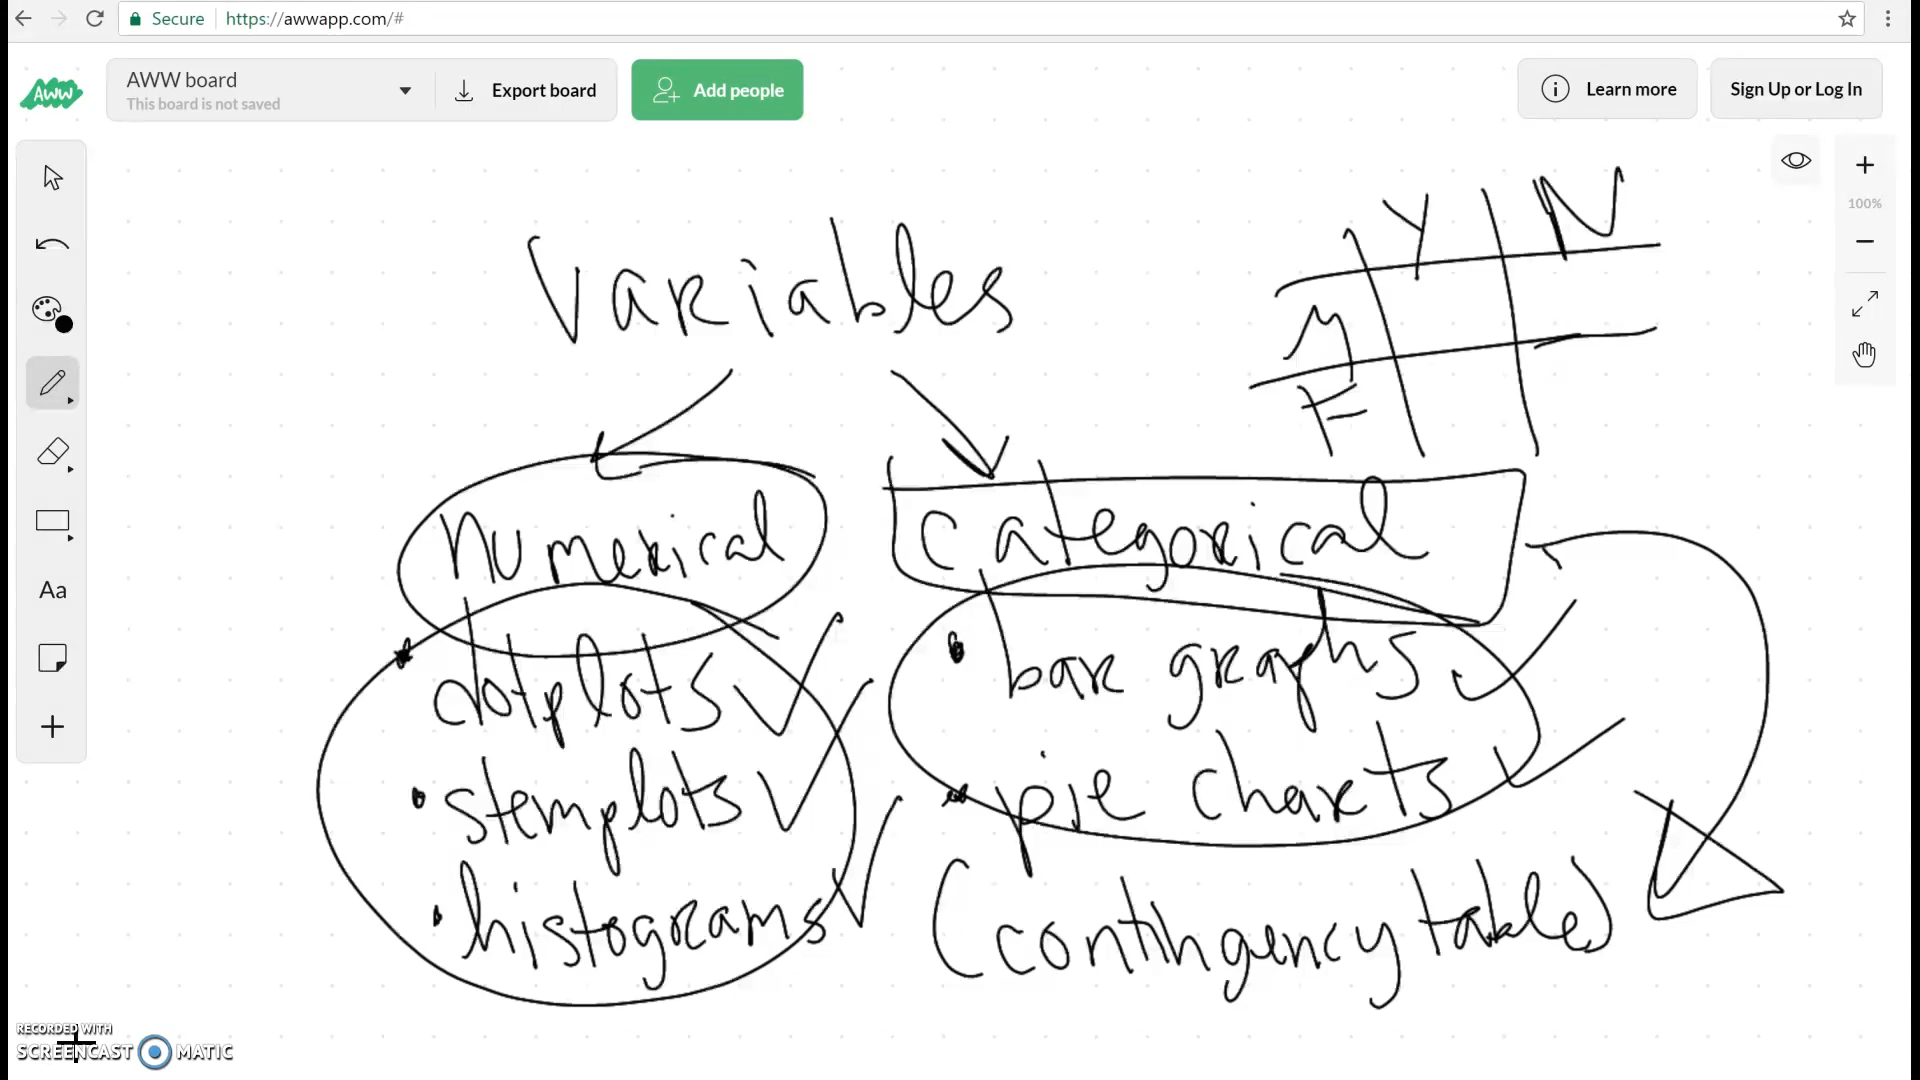 Secure https://awwapp.com/#
AWW
AWW board
This board is not saved
Export board
Add people
Learn more
Sign Up or Log In
100%
Aa
Variables
Y N
M
F
Numerical
Categorical
• dotplots
• stemplots
• histograms
• bar graphs
• pie charts
(contingency table)
RECORDED WITH
SCREENCAST MATIC